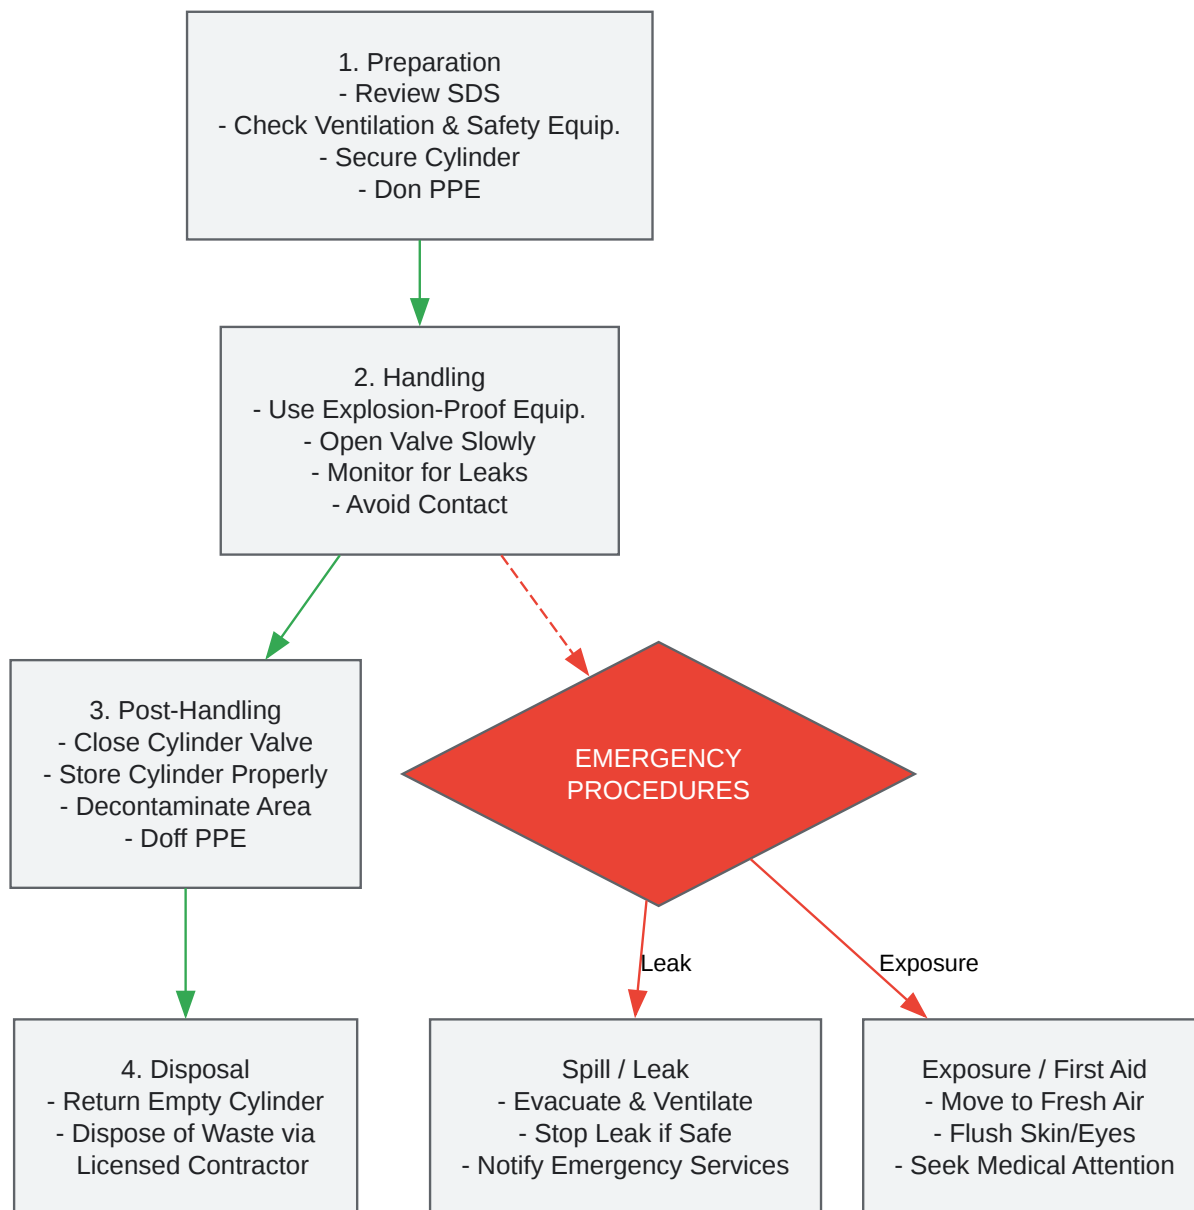 1. Preparation
- Review SDS
- Check Ventilation & Safety Equip.
- Secure Cylinder
- Don PPE
2. Handling
- Use Explosion-Proof Equip.
- Open Valve Slowly
- Monitor for Leaks
- Avoid Contact
3. Post-Handling
- Close Cylinder Valve
- Store Cylinder Properly
- Decontaminate Area
- Doff PPE
EMERGENCY
PROCEDURES
Leak
Exposure
4. Disposal
- Return Empty Cylinder
- Dispose of Waste via
Licensed Contractor
Spill / Leak
- Evacuate & Ventilate
- Stop Leak if Safe
- Notify Emergency Services
Exposure / First Aid
- Move to Fresh Air
- Flush Skin/Eyes
- Seek Medical Attention